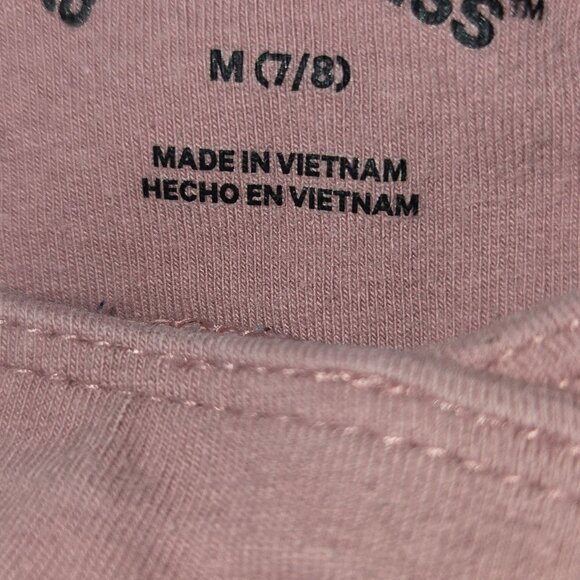 M (7/8)
MADE IN VIETNAM
HECHO EN VIETNAM